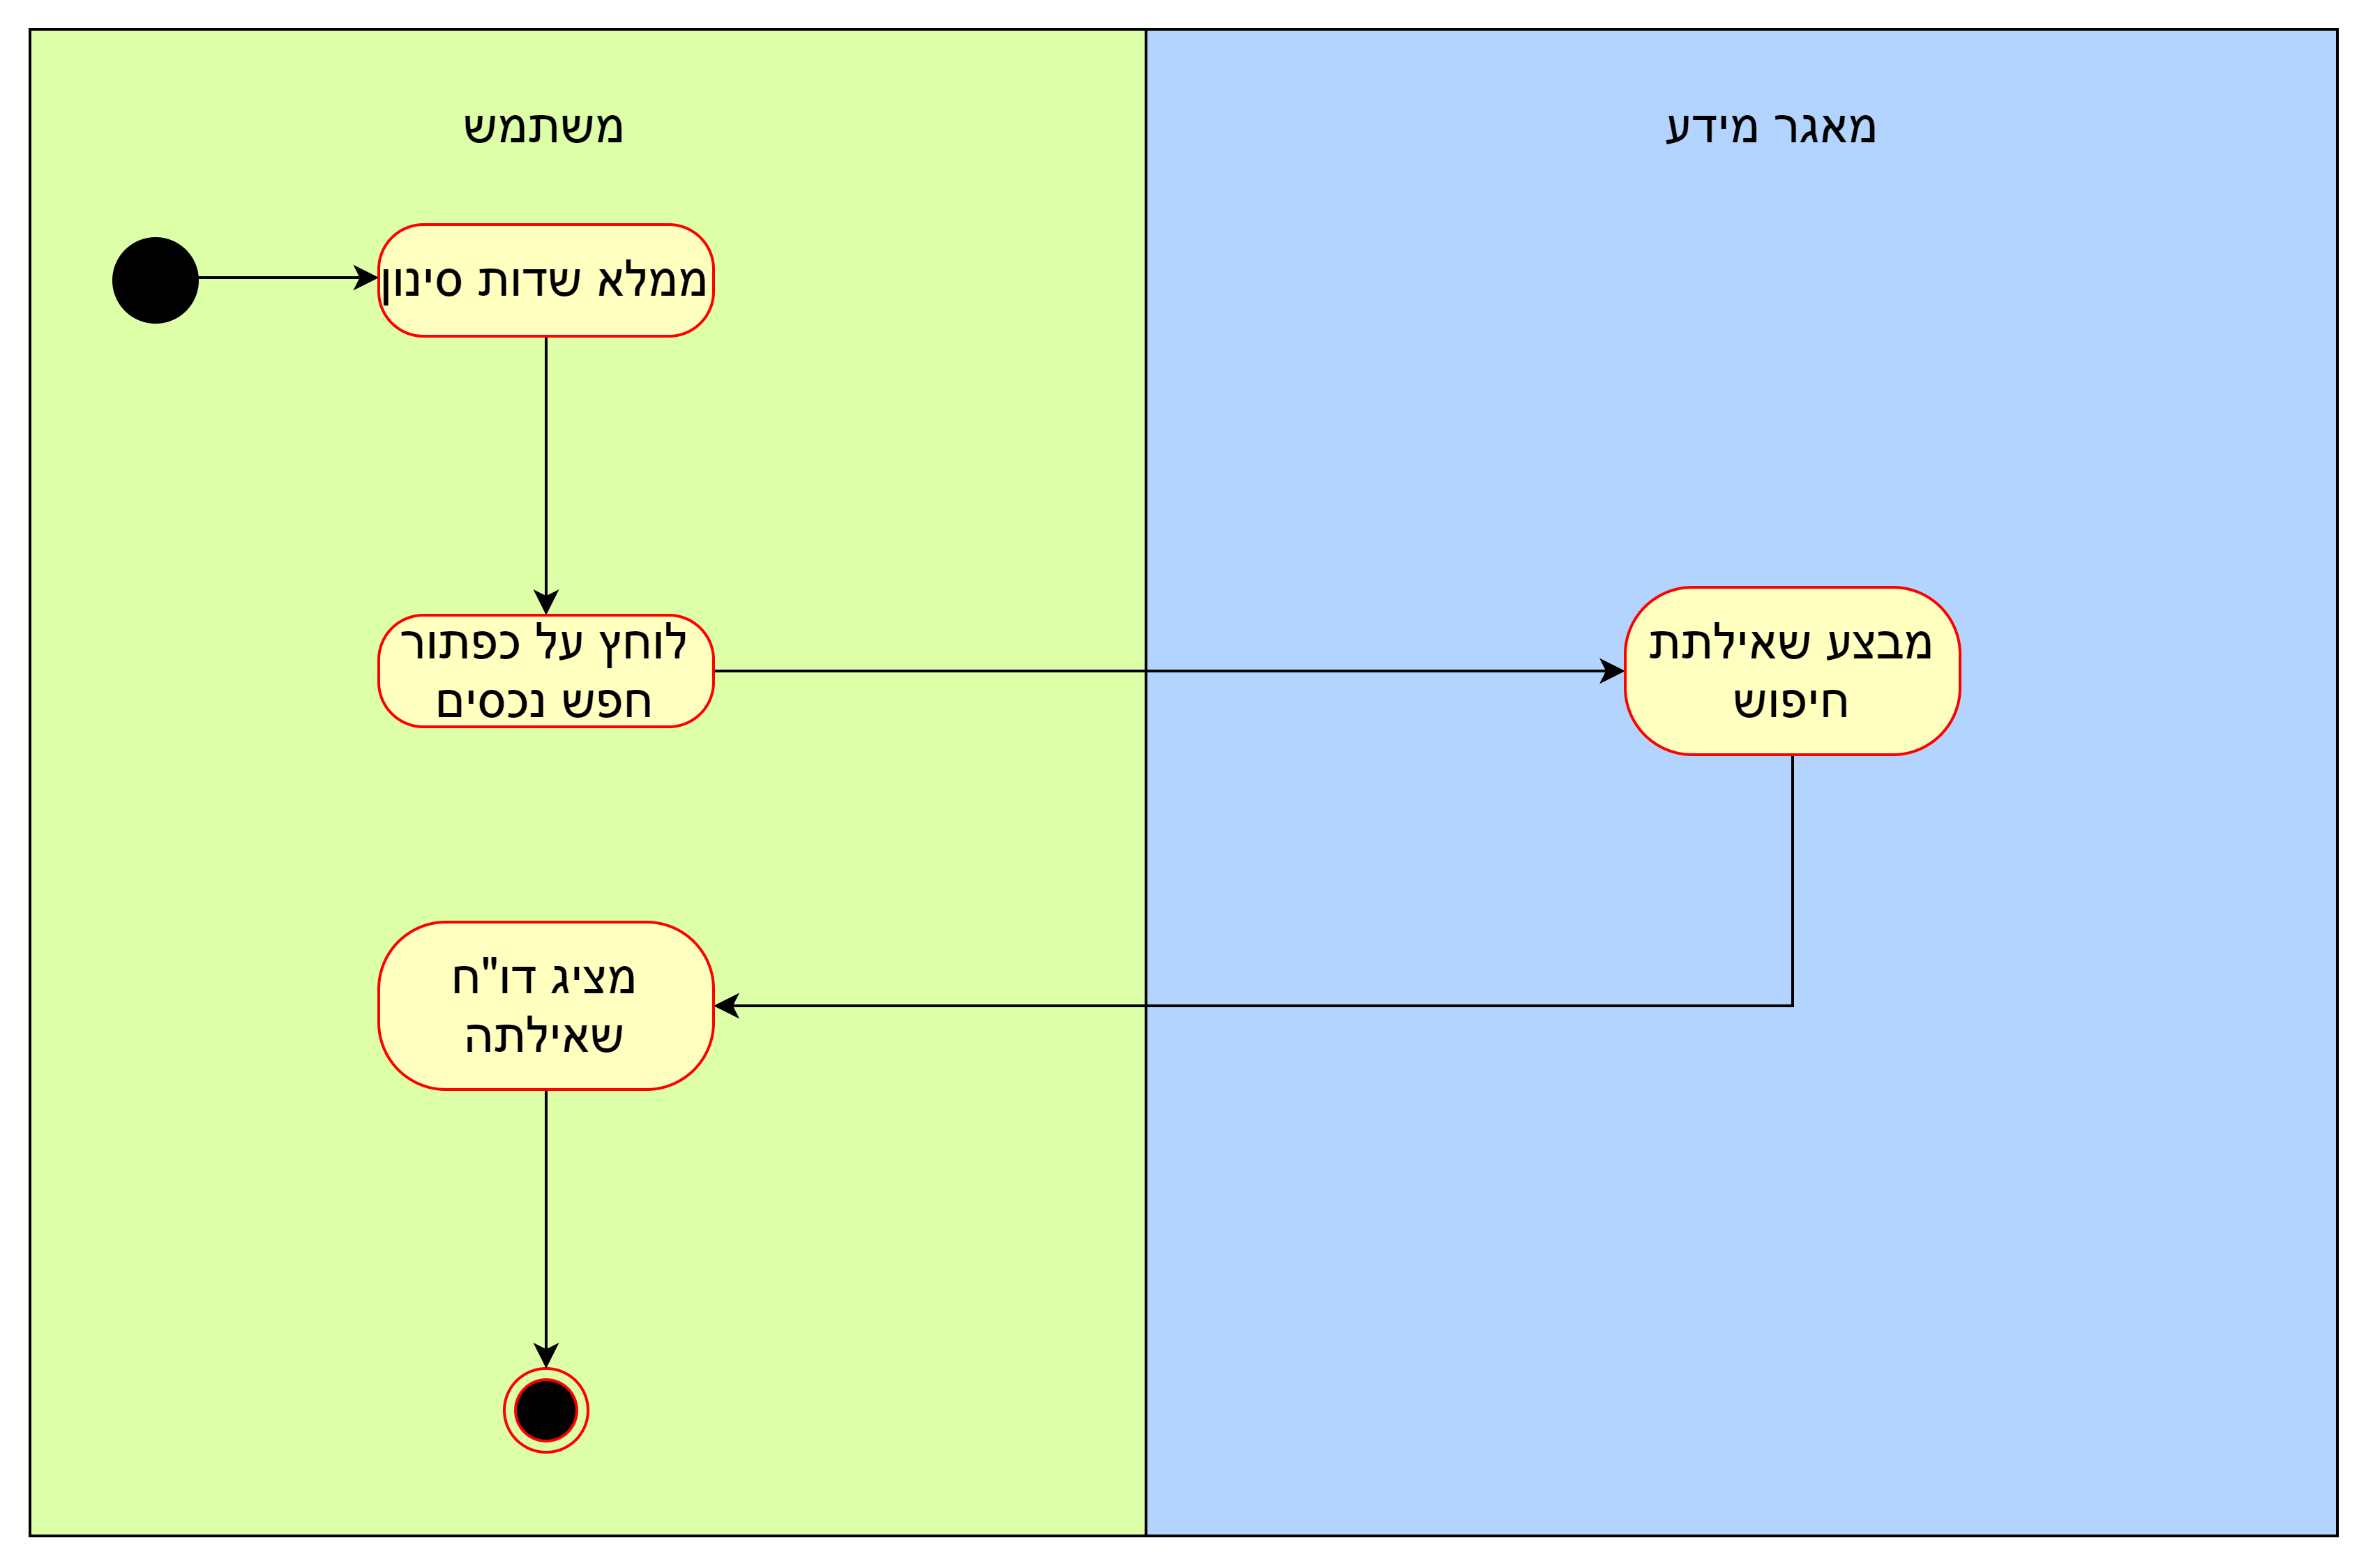 משתמש
מאגר מידע
ממלא שדות סינון
לוחץ על כפתור
חפש נכסים
מבצע שאילתת
חיפוש
מציג דו"ח
שאילתה